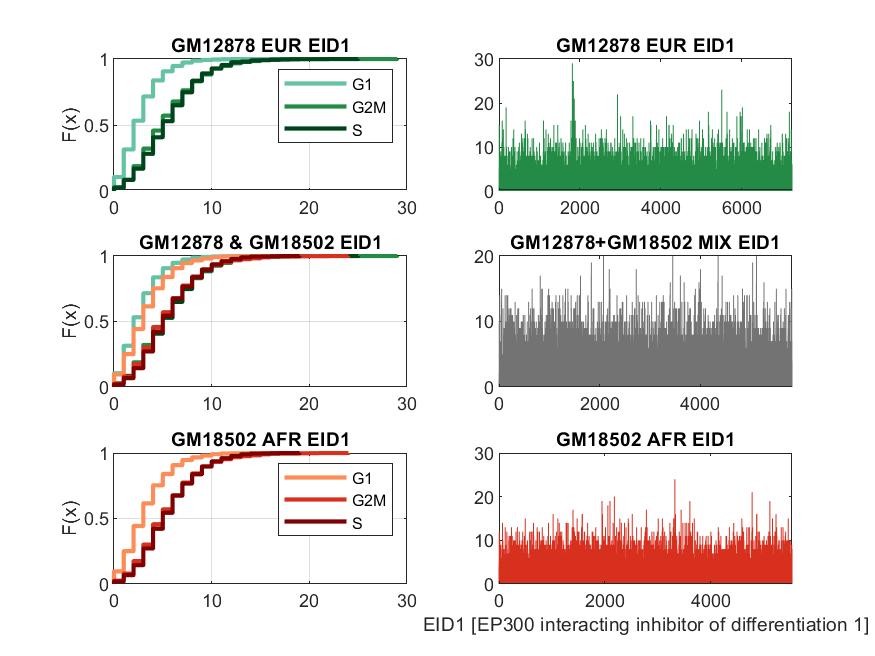 GM12878 EUR EID1
1
0.5
0
F(x)
0 10 20 30
G1
G2M
S
GM12878 EUR EID1
30
20
10
0
0 2000 4000 6000
GM12878 & GM18502 EID1
1
0.5
0
F(x)
0 10 20 30
GM12878+GM18502 MIX EID1
20
10
0
0 2000 4000
GM18502 AFR EID1
1
0.5
0
F(x)
0 10 20 30
G1
G2M
S
GM18502 AFR EID1
30
20
10
0
0 2000 4000
EID1 [EP300 interacting inhibitor of differentiation 1]